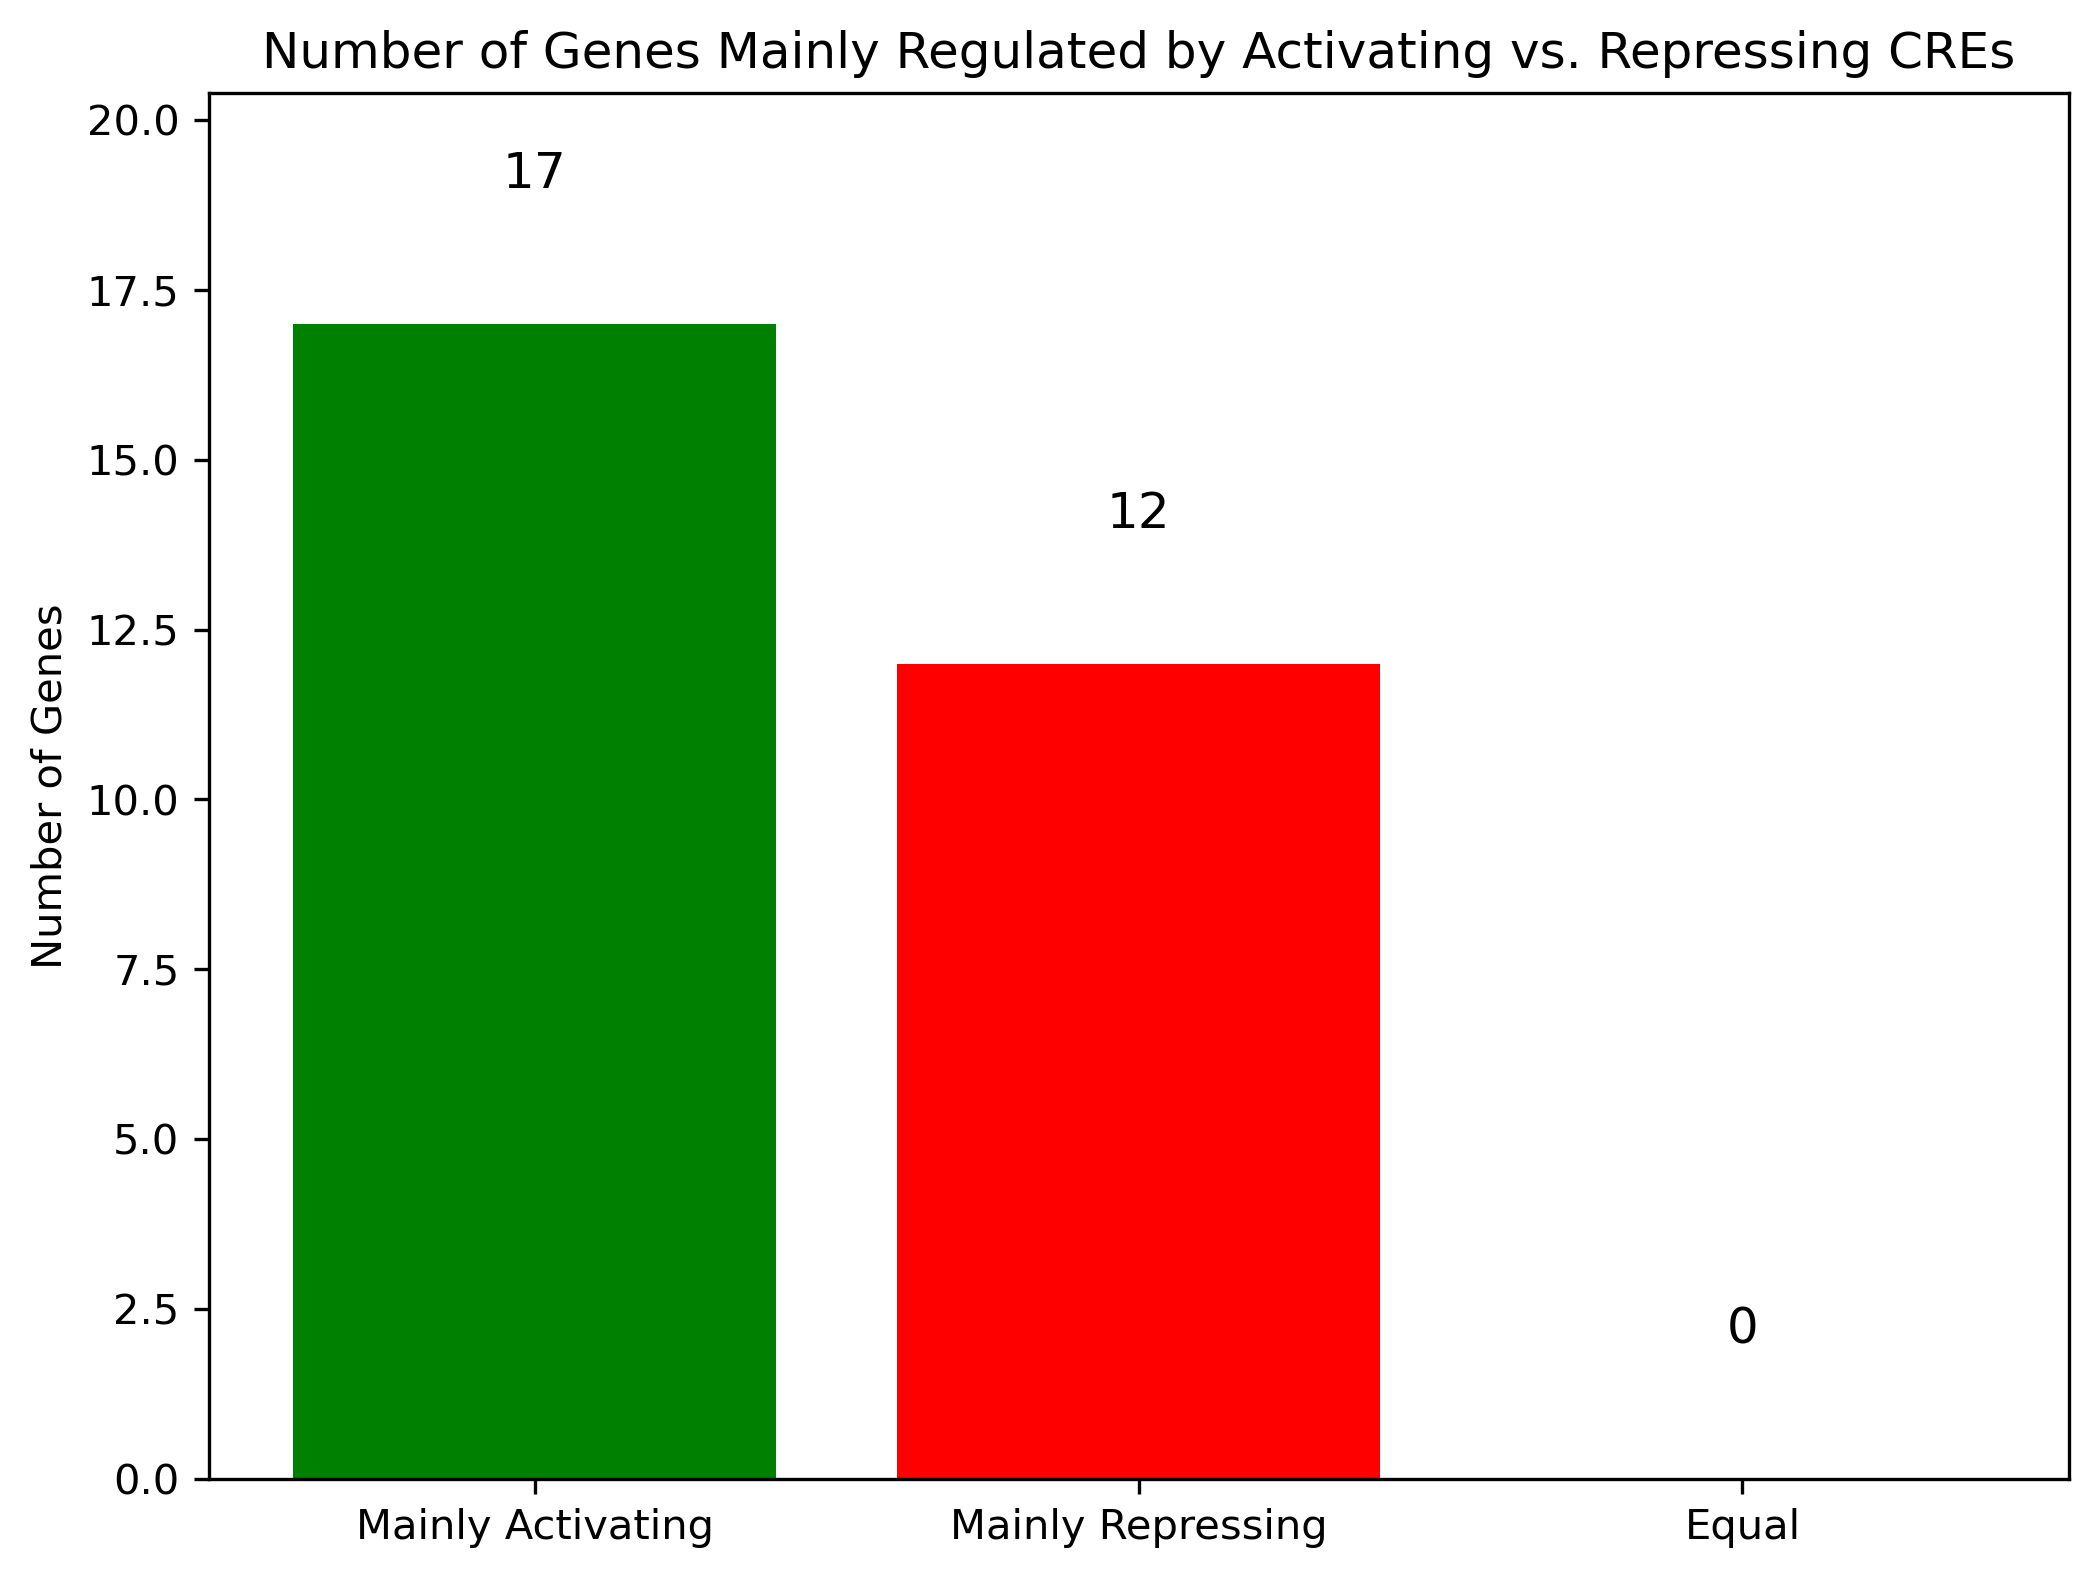 Number of Genes Mainly Regulated by Activating vs. Repressing CREs
20.0
17.5
15.0
12.5
10.0
7.5
5.0
2.5
0.0
Number of Genes
17
12
0
Mainly Activating
Mainly Repressing
Equal